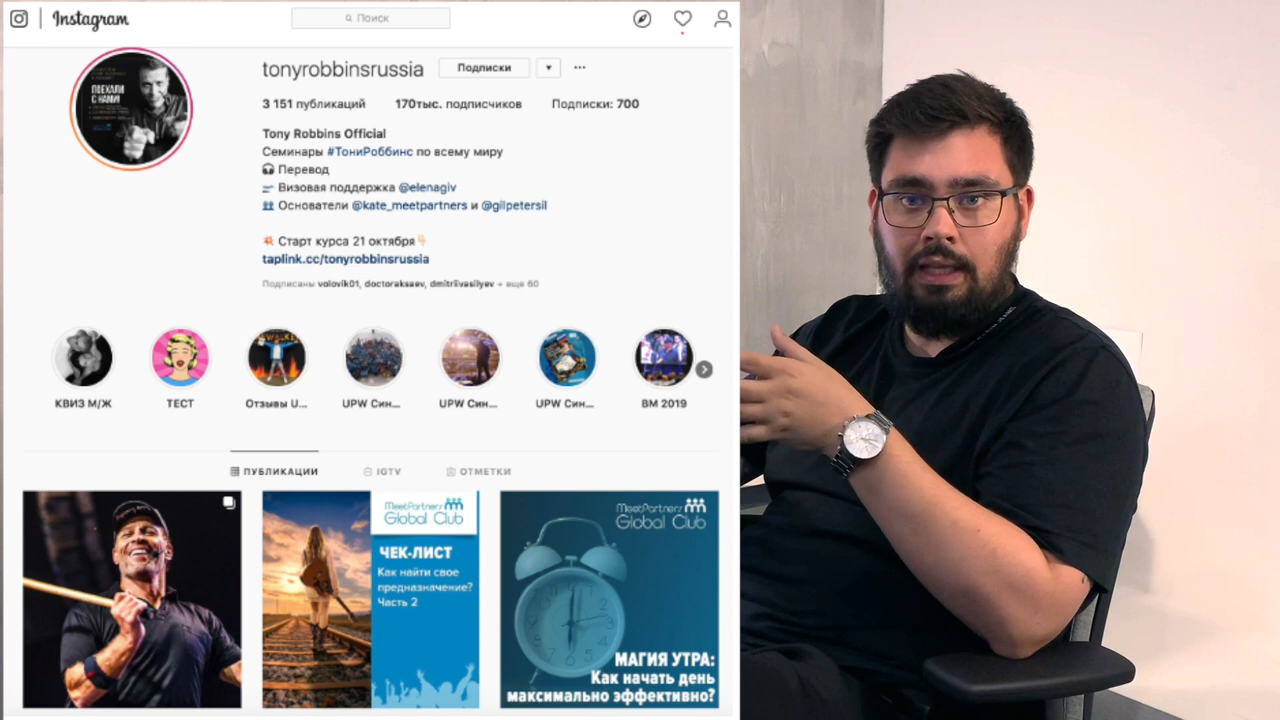 Instagram
Поиск
tonyrobbinsrussia
Подписки
3 151 публикаций
170тыс. подписчиков
Подписки: 700
Tony Robbins Official
Семинары #ТониРоббинс по всему миру
Перевод
Визовая поддержка @elenagiv
Основатели @kate_meetpartners и @gilpetersil
Старт курса 21 октября
taplink.cc/tonyrobbinsrussia
Подписаны volovik01, doctoraksaev, dmitriivasilyev + еще 60
ПОЕХАЛИ
С НАМИ!
КВИЗ М/Ж
ТЕСТ
Отзывы U...
UPW Син...
UPW Син...
UPW Син...
ВМ 2019
ПУБЛИКАЦИИ
IGTV
ОТМЕТКИ
MeetPartners
Global Club
ЧЕК-ЛИСТ
Как найти свое
предназначение?
Часть 2
MeetPartners
Global Club
МАГИЯ УТРА:
Как начать день
максимально эффективно?